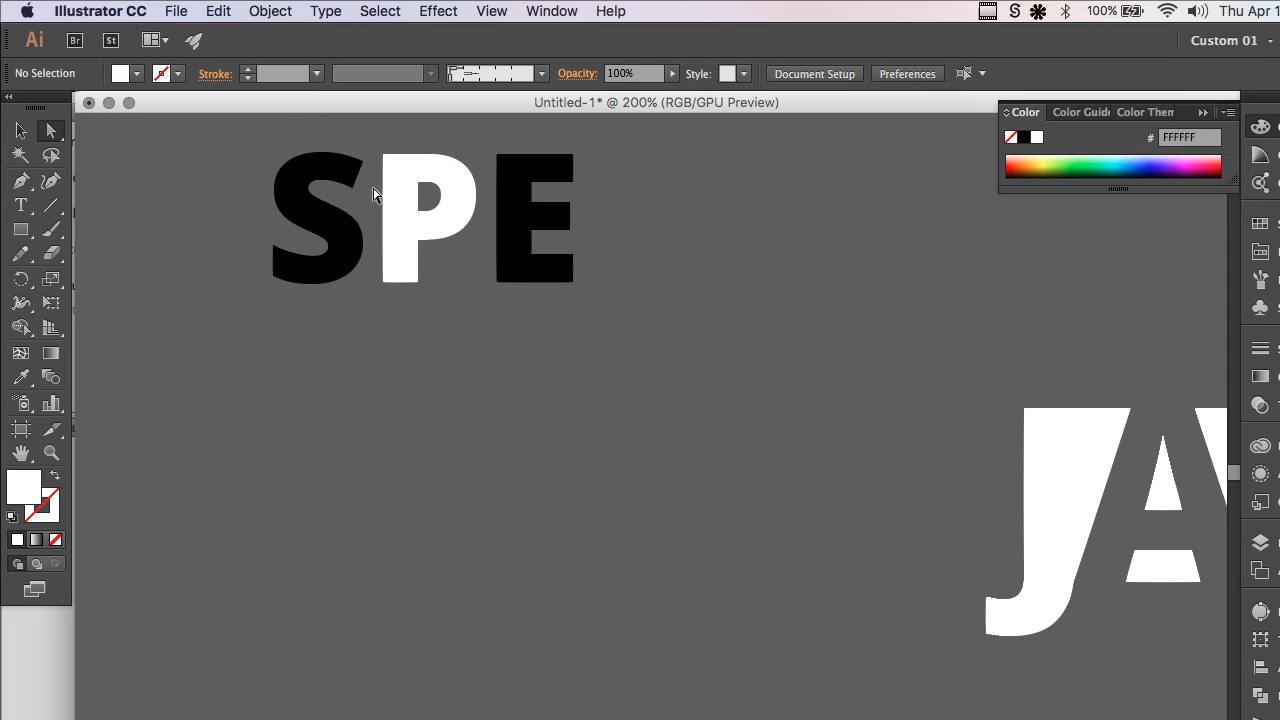 Illustrator CC File Edit Object Type Select Effect View Window Help 100% Thu Apr 1
Ai Br St Custom 01
No Selection Stroke: Opacity: 100% Style: Document Setup Preferences
Untitled-1* @ 200% (RGB/GPU Preview)
Color Color Guide Color Them
# FFFFFF
SPE
JA